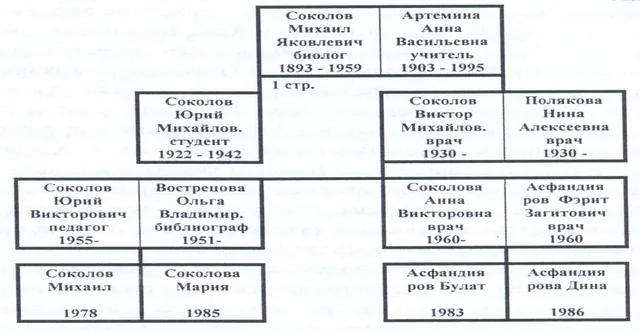 Соколов
Михаил
Яковлевич
биолог
1893 - 1959
Артемина
Анна
Васильевна
учитель
1903 - 1995
1 стр.
Соколов
Юрий
Михайлов.
студент
1922 - 1942
Соколов
Виктор
Михайлов.
врач
1930 -
Полякова
Нина
Алексеевна
врач
1930 -
Соколов
Юрий
Викторович
педагог
1955-
Вострецова
Ольга
Владимир.
библиограф
1951-
Соколова
Анна
Викторовна
врач
1960-
Асфандия
ров Фэрит
Загитович
врач
1960
Соколов
Михаил
1978
Соколова
Мария
1985
Асфандия
ров Булат
1983
Асфандия
рова Дина
1986